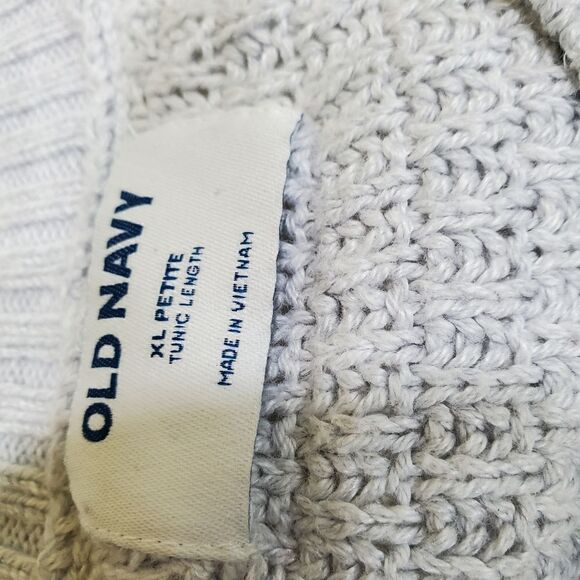 OLD NAVY
XL PETITE
TUNIC LENGTH
MADE IN VIETNAM